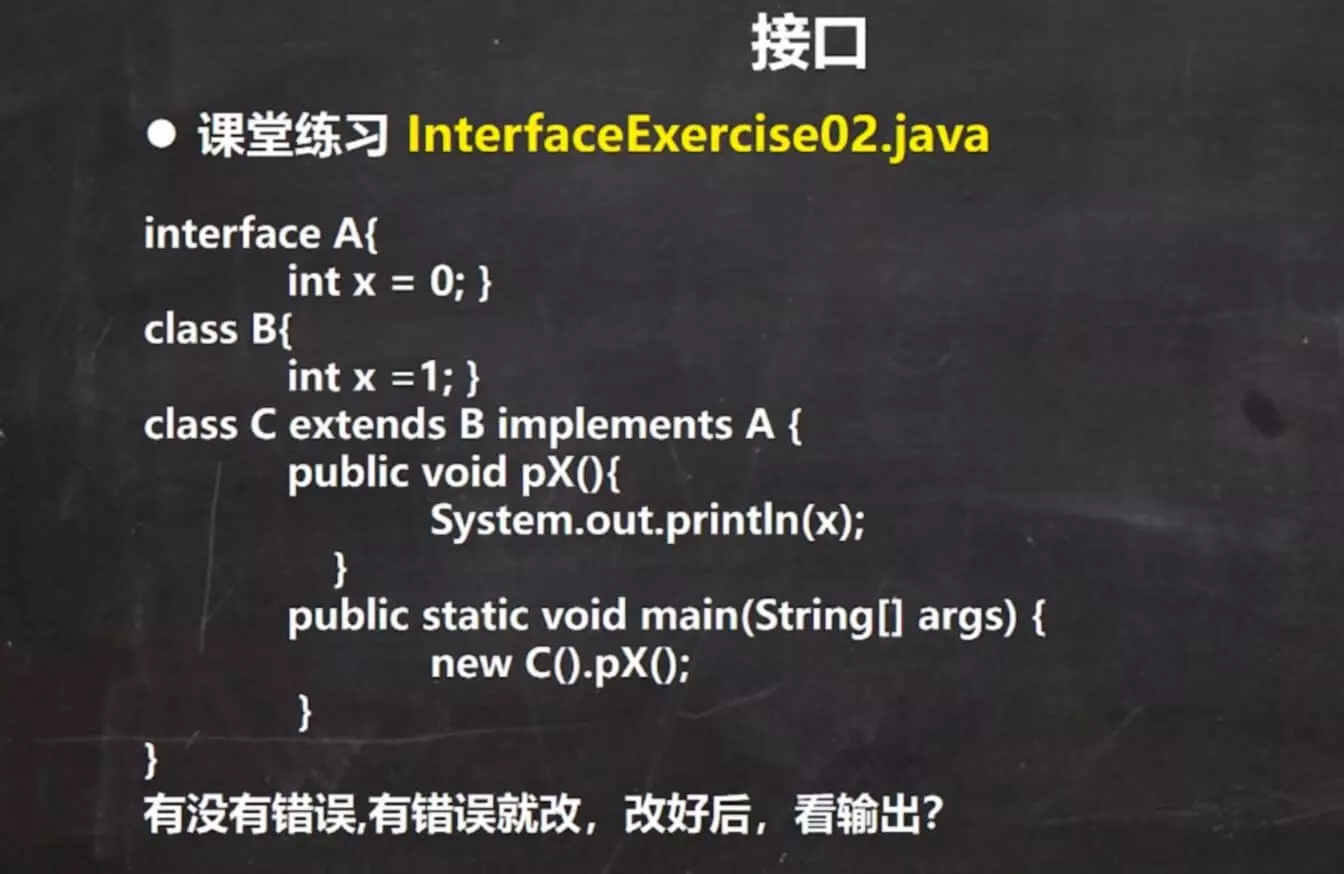 接口
● 课堂练习 InterfaceExercise02.java
interface A{
int x = 0; }
class B{
int x =1; }
class C extends B implements A {
public void pX(){
System.out.println(x);
}
public static void main(String[] args) {
new C().pX();
}
}
有没有错误,有错误就改，改好后，看输出?